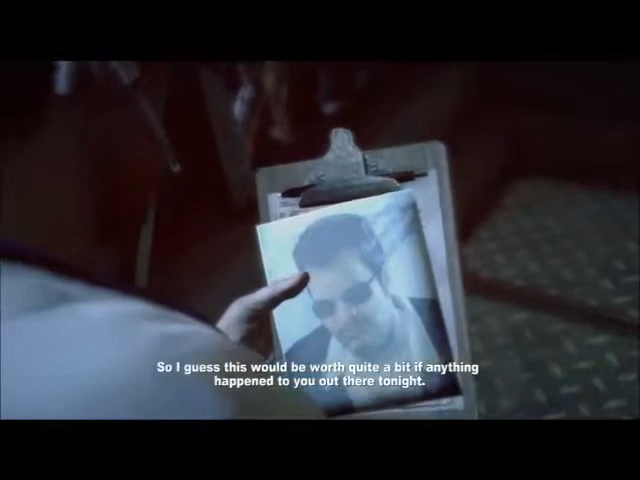 So I guess this would be worth quite a bit if anything
happened to you out there tonight.